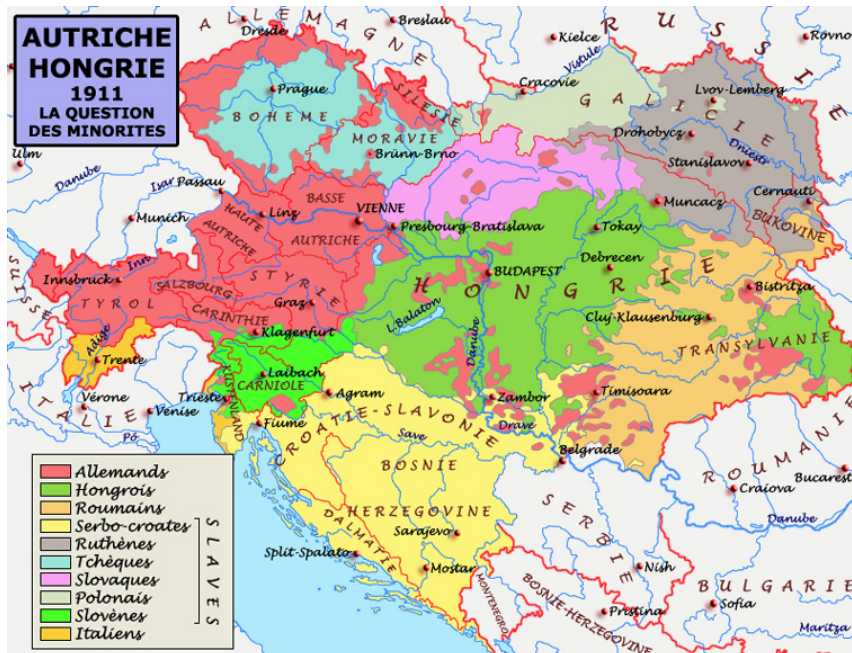 AUTRICHE
HONGRIE
1911
LA QUESTION
DES MINORITES
ALLEMAGNE
RUSSIE
Dresde
Breslau
Kielce
Rovno
Vistule
Prague
SILESIE
Cracovie
GALICIE
Lvov-Lemberg
BOHEME
MORAVIE
Brünn-Brno
Drohobycz
Dniestr
Stanislavov
Ulm
Danube
Isar
Passau
Munich
Linz
BASSE
VIENNE
HAUTE
AUTRICHE
AUTRICHE
Presbourg-Bratislava
Muncacz
Cernauti
BUKOVINE
Tokay
Debrecen
SUISSE
Inn
Innsbruck
TYROL
SALZBOURG
STYRIE
CARINTHIE
Graz
Klagenfurt
BUDAPEST
HONGRIE
L.Balaton
Danube
Bistritza
Cluj-Klausenburg
TRANSYLVANIE
Adige
Trente
Laibach
CARNIOLE
KÜSTENLAND
Trieste
Agram
Zambor
Timisoara
ITALIE
Vérone
Venise
Pô
Fiume
CROATIE-SLAVONIE
Drave
Save
Belgrade
ROUMANIE
Bucarest
Craiova
BOSNIE
HERZEGOVINE
DALMATIE
Sarajevo
SERBIE
Danube
Split-Spalato
Mostar
Nish
MONTENEGRO
BOSNIE-HERZEGOVINE
Pristina
BULGARIE
Sofia
Maritza
Allemands
Hongrois
Roumains
Serbo-croates
Ruthènes
Tchèques
Slovaques
Polonais
Slovènes
Italiens
SLAVES